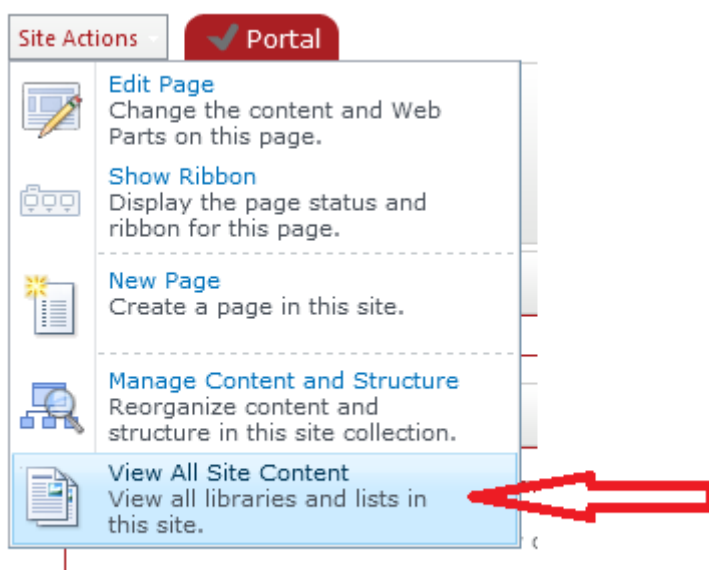 Site Actions
Portal
Edit Page
Change the content and Web
Parts on this page.
Show Ribbon
Display the page status and
ribbon for this page.
New Page
Create a page in this site.
Manage Content and Structure
Reorganize content and
structure in this site collection.
View All Site Content
View all libraries and lists in
this site.